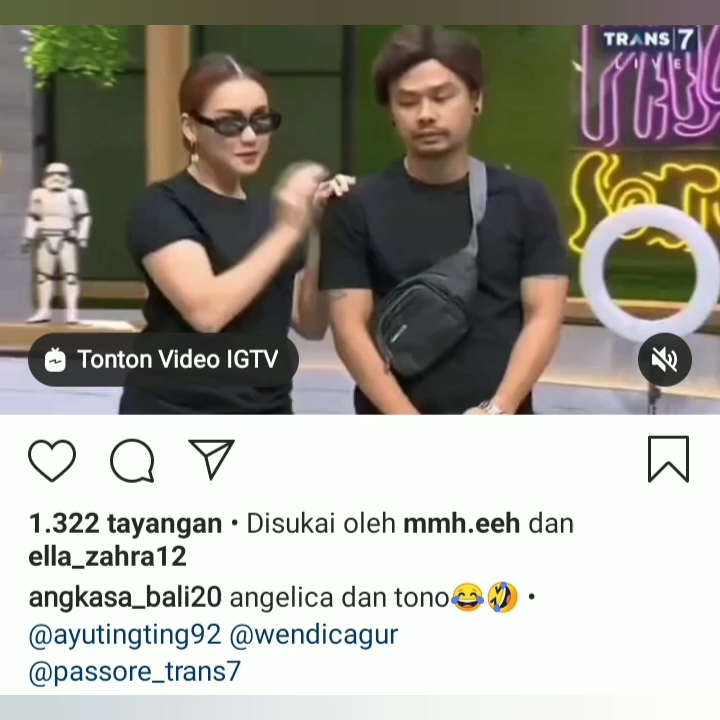 TRANS|7
LIVE
Tonton Video IGTV
1.322 tayangan • Disukai oleh mmh.eeh dan
ella_zahra12
angkasa_bali20 angelica dan tono😂🤣 •
@ayutingting92 @wendicagur
@passore_trans7